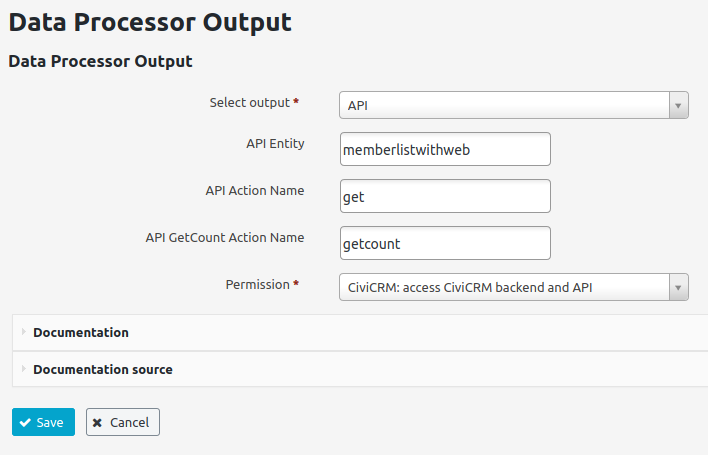 Data Processor Output
Data Processor Output
Select output *
API
API Entity
memberlistwithweb
API Action Name
get
API GetCount Action Name
getcount
Permission *
CiviCRM: access CiviCRM backend and API
Documentation
Documentation source
Save
Cancel